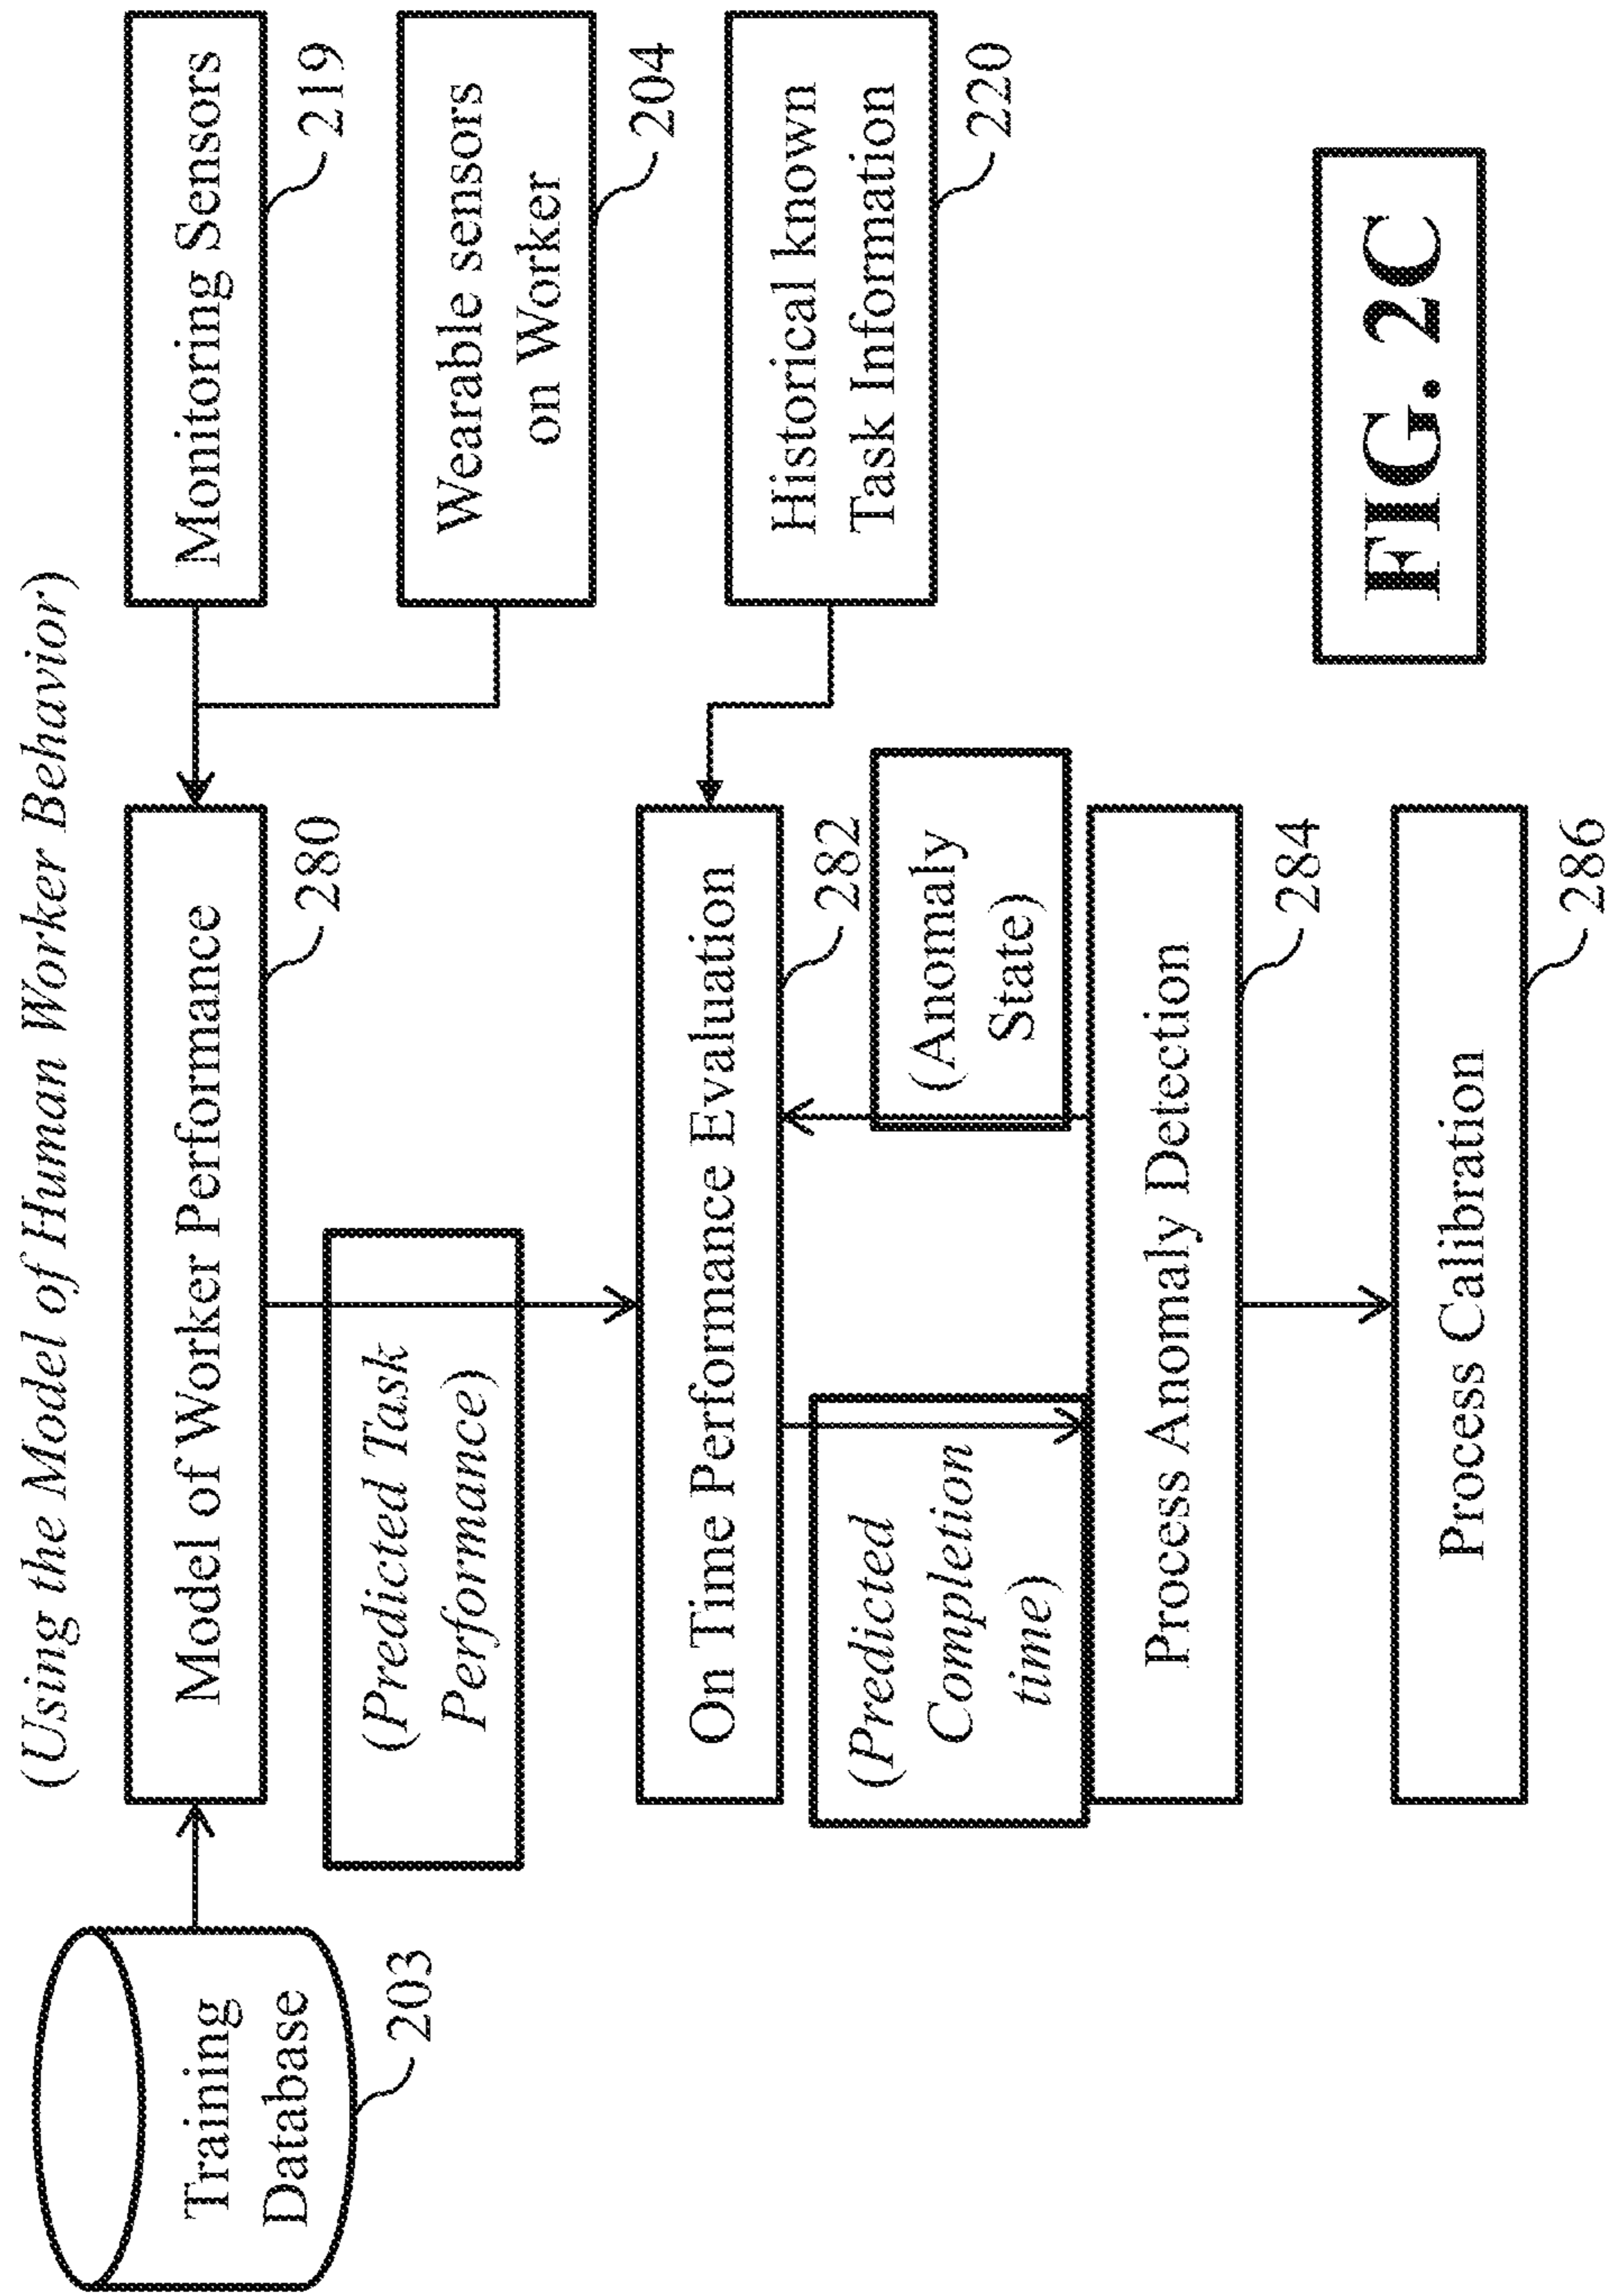 (Using the Model of Human Worker Behavior)
Training
Database
203
Model of Worker Performance
280
Monitoring Sensors
219
Wearable sensors
on Worker
204
(Predicted Task
Performance)
On Time Performance Evaluation
282
Historical known
Task Information
220
(Predicted
Completion
time)
(Anomaly
State)
Process Anomaly Detection
284
Process Calibration
286
FIG. 2C